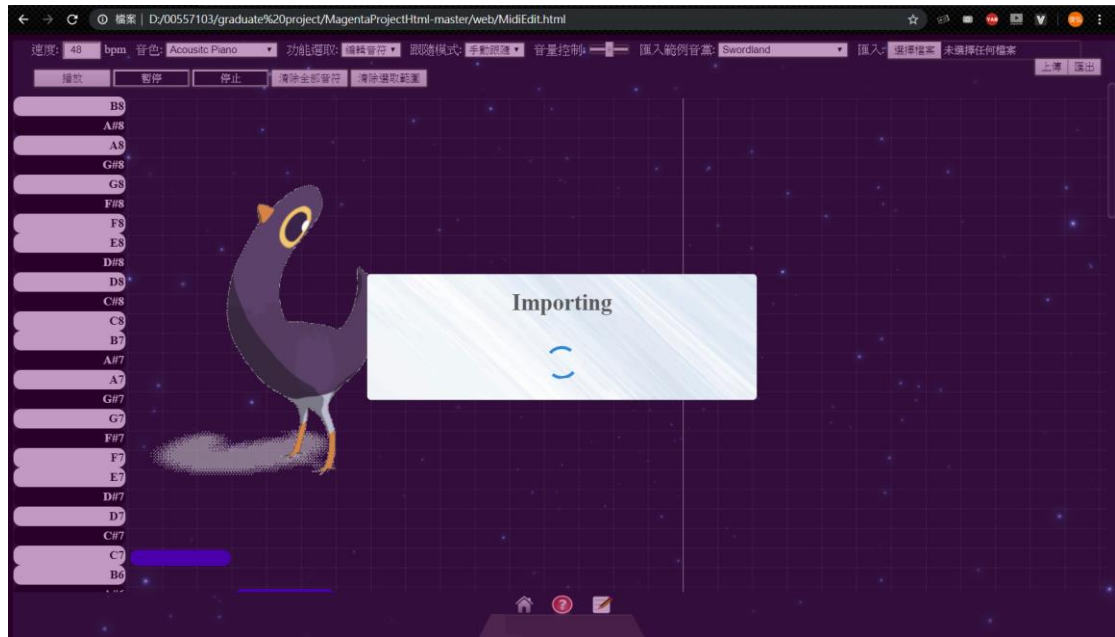 檔案 | D:/00557103/graduate%20project/MagentaProjectHtml-master/web/MidiEdit.html
速度: 48 bpm 音色: Acousitc Piano 功能選取: 編輯音符 跟隨模式: 手動跟隨 音量控制: 匯入範例音當: Swordland 匯入: 選擇檔案 未選擇任何檔案
上傳 匯出
播放 暫停 停止 清除全部音符 清除選取範圍
B8
A#8
A8
G#8
G8
F#8
F8
E8
D#8
D8
C#8
C8
B7
A#7
A7
G#7
G7
F#7
F7
E7
D#7
D7
C#7
C7
B6
Importing